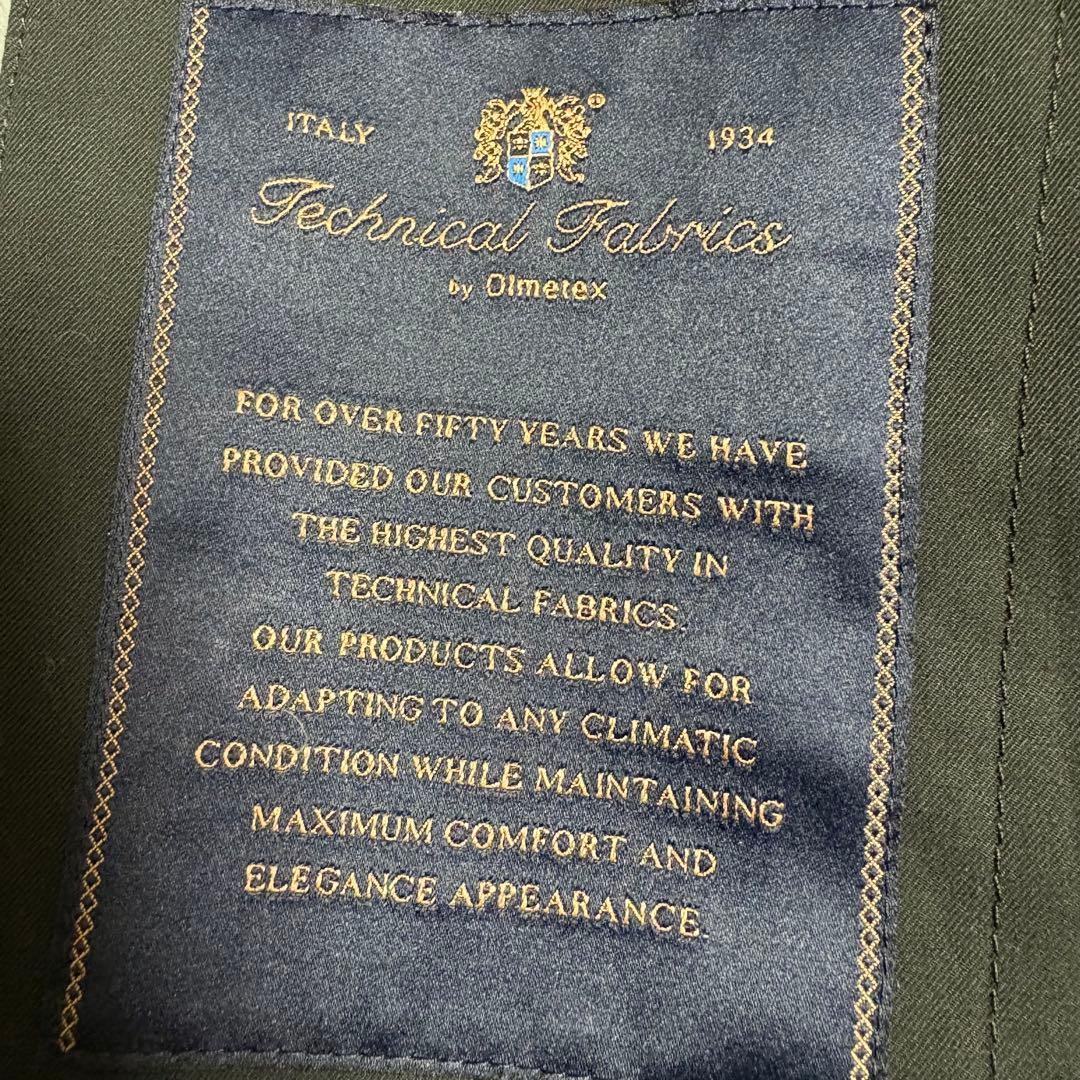 ITALY 1934
Technical Fabrics
by Olmetex
FOR OVER FIFTY YEARS WE HAVE
PROVIDED OUR CUSTOMERS WITH
THE HIGHEST QUALITY IN
TECHNICAL FABRICS.
OUR PRODUCTS ALLOW FOR
ADAPTING TO ANY CLIMATIC
CONDITION WHILE MAINTAINING
MAXIMUM COMFORT AND
ELEGANCE APPEARANCE.